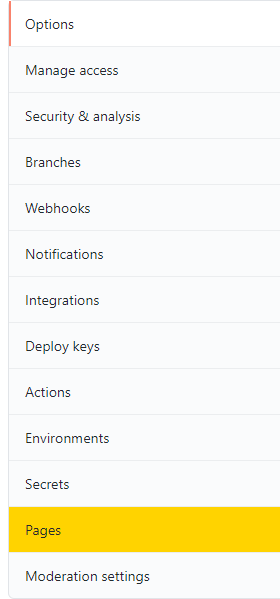 Options
Manage access
Security & analysis
Branches
Webhooks
Notifications
Integrations
Deploy keys
Actions
Environments
Secrets
Pages
Moderation settings